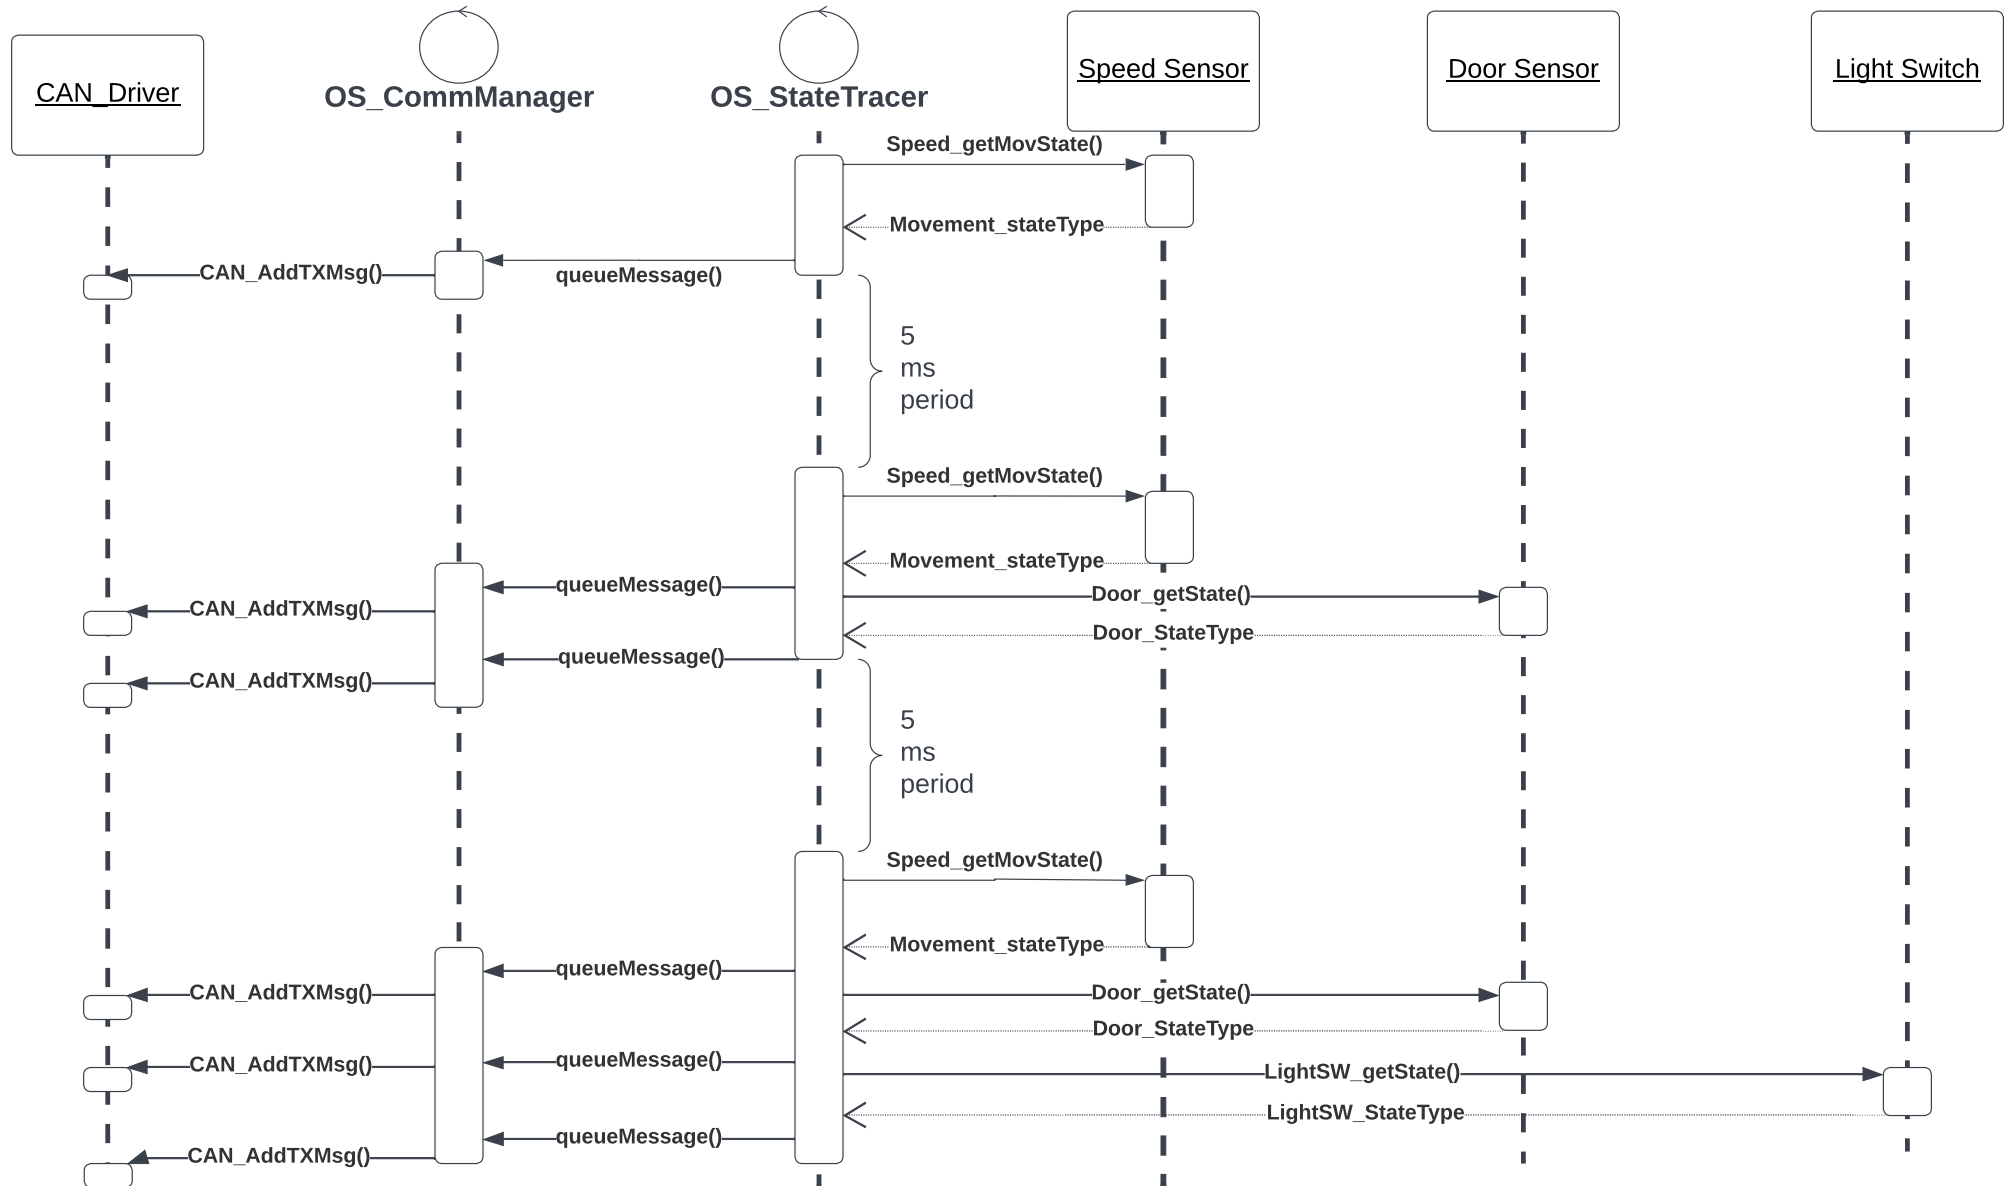 CAN_Driver
OS_CommManager
OS_StateTracer
Speed Sensor
Door Sensor
Light Switch
Speed_getMovState()
Movement_stateType
CAN_AddTXMsg()
queueMessage()
5
ms
period
Speed_getMovState()
Movement_stateType
queueMessage()
Door_getState()
CAN_AddTXMsg()
Door_StateType
queueMessage()
CAN_AddTXMsg()
5
ms
period
Speed_getMovState()
Movement_stateType
queueMessage()
CAN_AddTXMsg()
Door_getState()
Door_StateType
queueMessage()
CAN_AddTXMsg()
LightSW_getState()
LightSW_StateType
queueMessage()
CAN_AddTXMsg()